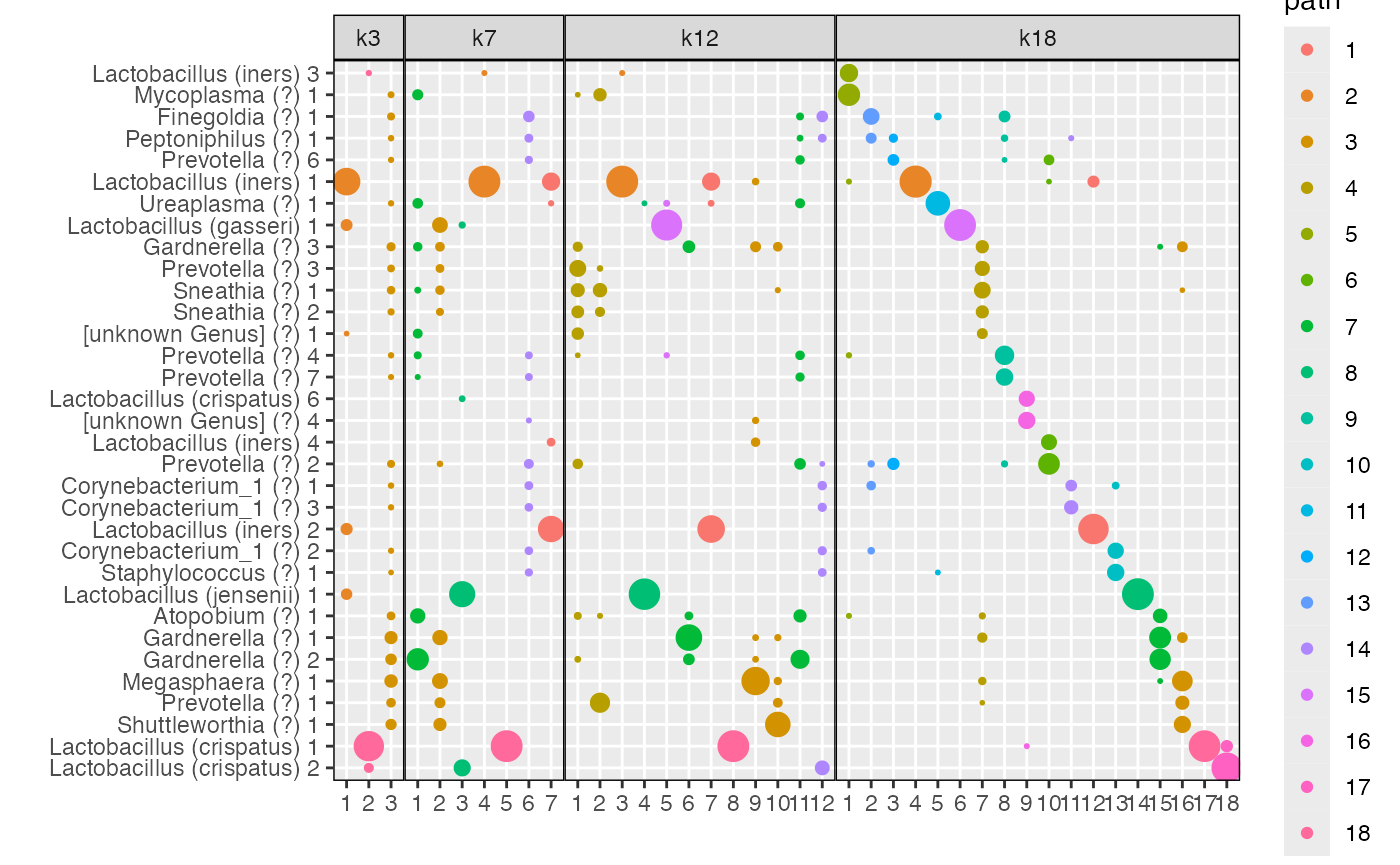 path
k3 k7 k12 k18
Lactobacillus (iners) 3
Mycoplasma (?) 1
Finegoldia (?) 1
Peptoniphilus (?) 1
Prevotella (?) 6
Lactobacillus (iners) 1
Ureaplasma (?) 1
Lactobacillus (gasseri) 1
Gardnerella (?) 3
Prevotella (?) 3
Sneathia (?) 1
Sneathia (?) 2
[unknown Genus] (?) 1
Prevotella (?) 4
Prevotella (?) 7
Lactobacillus (crispatus) 6
[unknown Genus] (?) 4
Lactobacillus (iners) 4
Prevotella (?) 2
Corynebacterium_1 (?) 1
Corynebacterium_1 (?) 3
Lactobacillus (iners) 2
Corynebacterium_1 (?) 2
Staphylococcus (?) 1
Lactobacillus (jensenii) 1
Atopobium (?) 1
Gardnerella (?) 1
Gardnerella (?) 2
Megasphaera (?) 1
Prevotella (?) 1
Shuttleworthia (?) 1
Lactobacillus (crispatus) 1
Lactobacillus (crispatus) 2
1 2 3 1 2 3 4 5 6 7 1 2 3 4 5 6 7 8 9 10 11 12 1 2 3 4 5 6 7 8 9 10 11 12 13 14 15 16 17 18
1
2
3
4
5
6
7
8
9
10
11
12
13
14
15
16
17
18